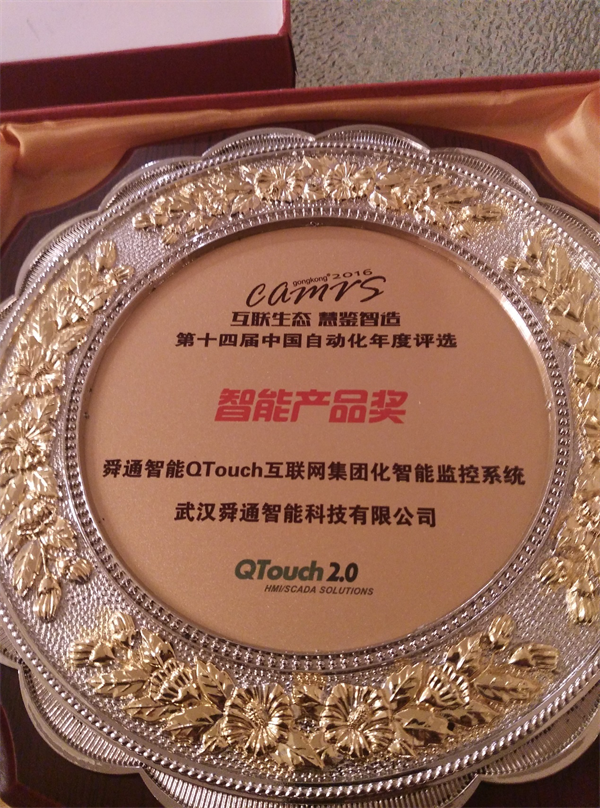 gongkong®2016
camrs
互联生态 慧鉴智造
第十四届中国自动化年度评选
智能产品奖
舜通智能QTouch互联网集团化智能监控系统
武汉舜通智能科技有限公司
QTouch 2.0
HMI/SCADA SOLUTIONS